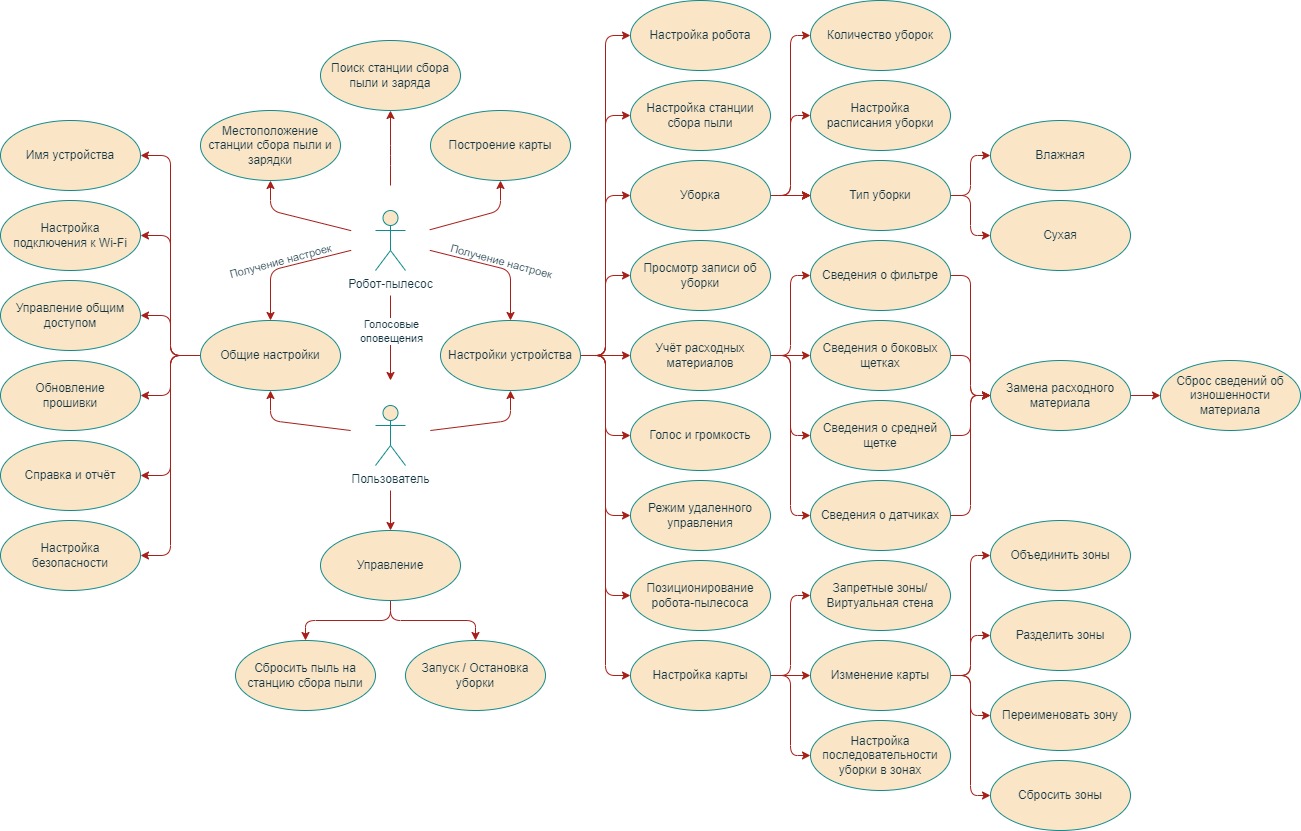 Настройка робота
Количество уборок
Поиск станции сбора
пыли и заряда
Настройка станции
сбора пыли
Настройка
расписания уборки
Местоположение
станции сбора пыли и
зарядки
Построение карты
Имя устройства
Влажная
Уборка
Тип уборки
Настройка
подключения к Wi-Fi
Сухая
Получение настроек
Получение настроек
Робот-пылесос
Просмотр записи об
уборки
Сведения о фильтре
Управление общим
доступом
Голосовые
оповещения
Общие настройки
Настройки устройства
Учёт расходных
материалов
Сведения о боковых
щетках
Обновление
прошивки
Замена расходного
материала
Сброс сведений об
изношенности
материала
Голос и громкость
Сведения о средней
щетке
Справка и отчёт
Пользователь
Режим удаленного
управления
Сведения о датчиках
Настройка
безопасности
Управление
Объединить зоны
Позиционирование
робота-пылесоса
Запретные зоны/
Виртуальная стена
Разделить зоны
Сбросить пыль на
станцию сбора пыли
Запуск / Остановка
уборки
Настройка карты
Изменение карты
Переименовать зону
Настройка
последовательности
уборки в зонах
Сбросить зоны